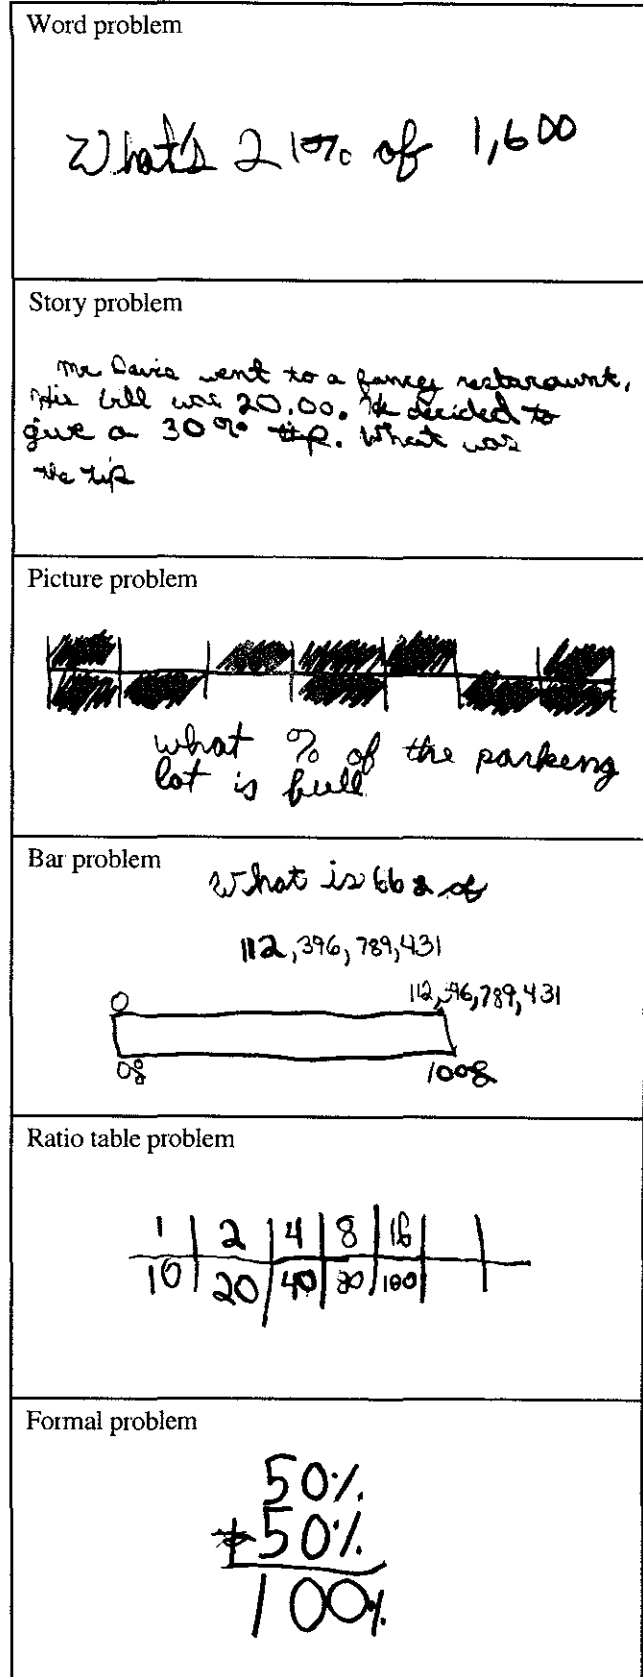 Word problem
What's 21% of 1,600
Story problem
Mr Davis went to a fancy restaraunt,
His bill was 20.00. He decided to
give a 30% tip. What was
the tip
Picture problem
what % of the parking
lot is full
Bar problem
What is 66% of
112,396,789,431
0 112,396,789,431
0% 100%
Ratio table problem
1 2 4 8 16
10 20 40 80 160
Formal problem
50%
+50%
100%